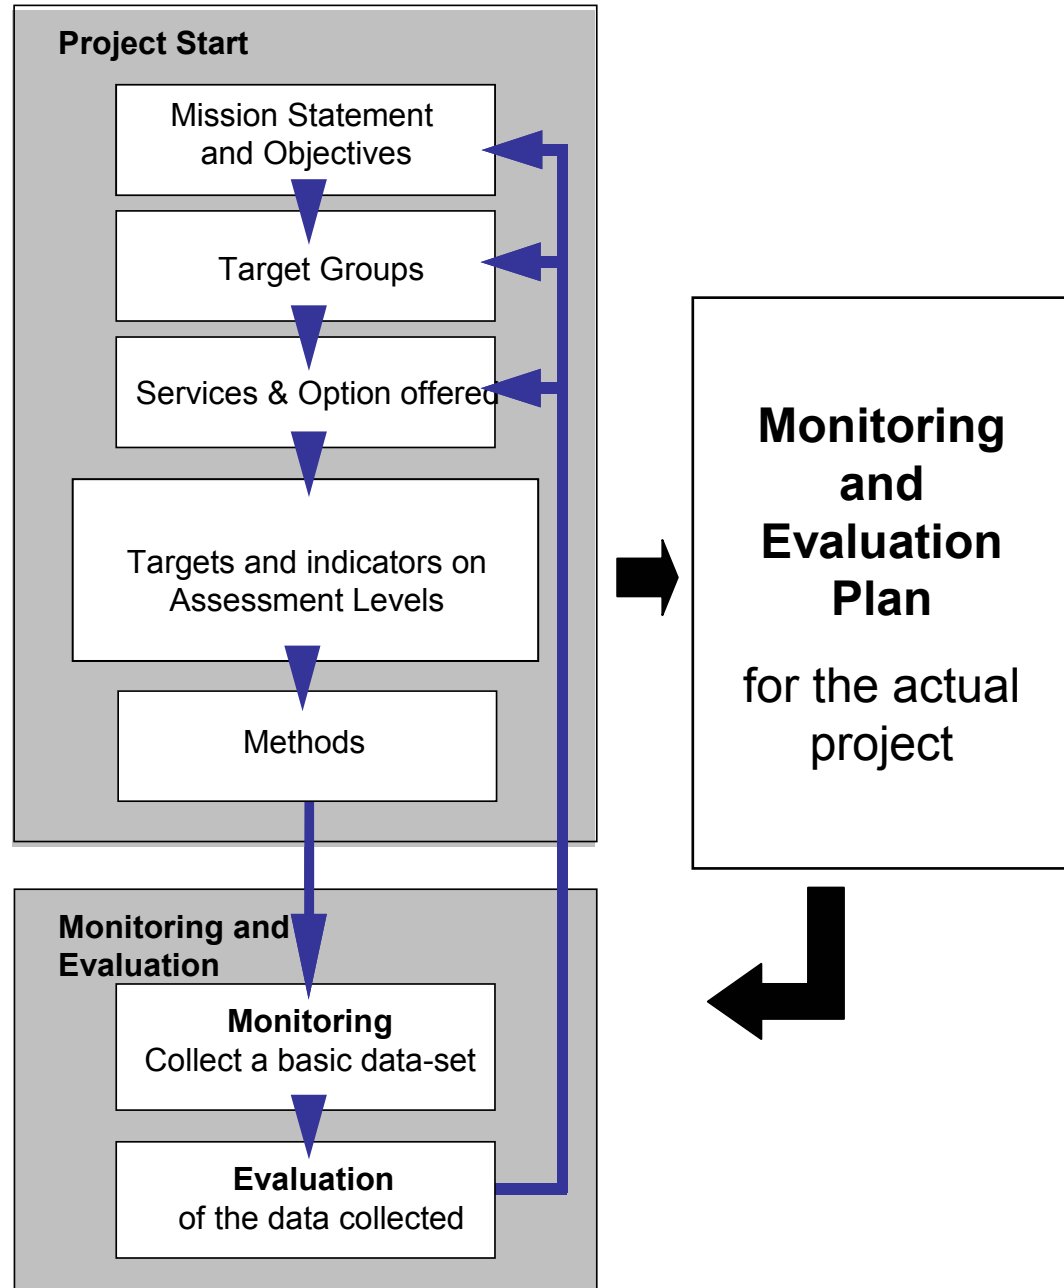 Project Start
Mission Statement
and Objectives
Target Groups
Services & Option offered
Targets and indicators on
Assessment Levels
Methods
Monitoring and
Evaluation
Monitoring
Collect a basic data-set
Evaluation
of the data collected
Monitoring
and
Evaluation
Plan
for the actual
project